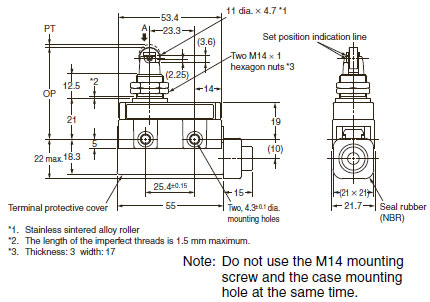 53.4
11 dia. × 4.7 *1
A
23.3
PT
(3.6)
Set position indication line
Two M14 × 1
hexagon nuts *3
(2.25)
*2
12.5
OP
14
21
19
5
(10)
22 max.
18.3
25.4±0.15
15
(21 × 21)
Terminal protective cover
55
Two, 4.3±0.1 dia.
mounting holes
21.7
Seal rubber
(NBR)
*1. Stainless sintered alloy roller
*2. The length of the imperfect threads is 1.5 mm maximum.
*3. Thickness: 3 width: 17
Note: Do not use the M14 mounting
screw and the case mounting
hole at the same time.